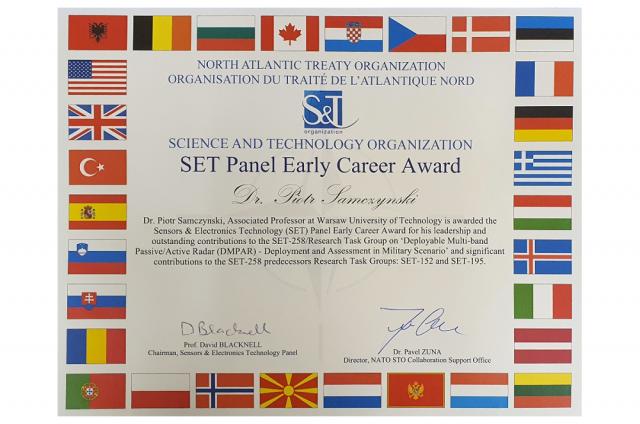 NORTH ATLANTIC TREATY ORGANIZATION
ORGANISATION DU TRAITÉ DE L'ATLANTIQUE NORD
S&T
organization
SCIENCE AND TECHNOLOGY ORGANIZATION
SET Panel Early Career Award
Dr. Piotr Samczynski
Dr. Piotr Samczynski, Associated Professor at Warsaw University of Technology is awarded the
Sensors & Electronics Technology (SET) Panel Early Career Award for his leadership and
outstanding contributions to the SET-258/Research Task Group on 'Deployable Multi-band
Passive/Active Radar (DMPAR) - Deployment and Assessment in Military Scenario' and significant
contributions to the SET-258 predecessors Research Task Groups: SET-152 and SET-195.
D Blacknell
Prof. David BLACKNELL
Chairman, Sensors & Electronics Technology Panel
Dr. Pavel ZUNA
Director, NATO STO Collaboration Support Office